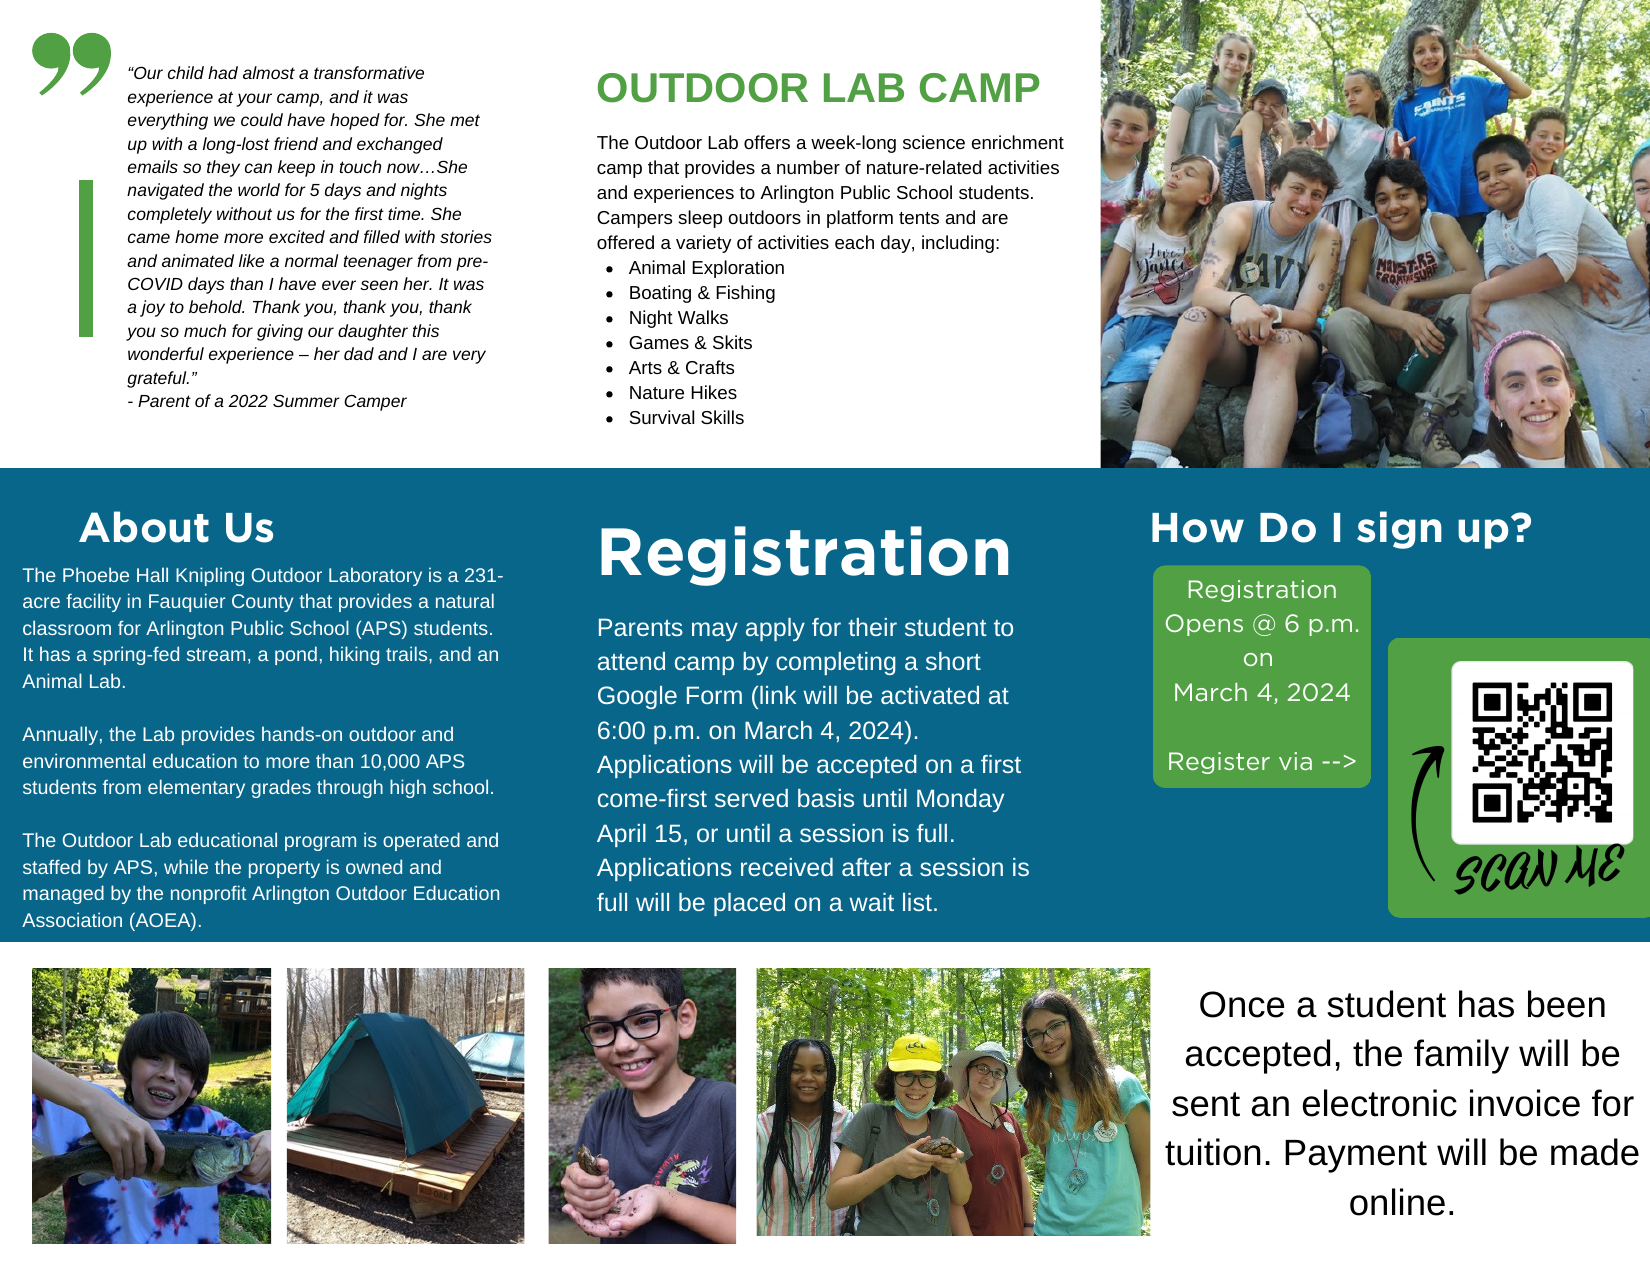 “Our child had almost a transformative
experience at your camp, and it was
everything we could have hoped for. She met
up with a long-lost friend and exchanged
emails so they can keep in touch now…She
navigated the world for 5 days and nights
completely without us for the first time. She
came home more excited and filled with stories
and animated like a normal teenager from pre-
COVID days than I have ever seen her. It was
a joy to behold. Thank you, thank you, thank
you so much for giving our daughter this
wonderful experience – her dad and I are very
grateful.”
- Parent of a 2022 Summer Camper
OUTDOOR LAB CAMP
The Outdoor Lab offers a week-long science enrichment
camp that provides a number of nature-related activities
and experiences to Arlington Public School students.
Campers sleep outdoors in platform tents and are
offered a variety of activities each day, including:
• Animal Exploration
• Boating & Fishing
• Night Walks
• Games & Skits
• Arts & Crafts
• Nature Hikes
• Survival Skills
SAINTS
Love
Dance
NAVY
MONSTERS
FROM THE SURF
About Us
The Phoebe Hall Knipling Outdoor Laboratory is a 231-
acre facility in Fauquier County that provides a natural
classroom for Arlington Public School (APS) students.
It has a spring-fed stream, a pond, hiking trails, and an
Animal Lab.
Annually, the Lab provides hands-on outdoor and
environmental education to more than 10,000 APS
students from elementary grades through high school.
The Outdoor Lab educational program is operated and
staffed by APS, while the property is owned and
managed by the nonprofit Arlington Outdoor Education
Association (AOEA).
Registration
Parents may apply for their student to
attend camp by completing a short
Google Form (link will be activated at
6:00 p.m. on March 4, 2024).
Applications will be accepted on a first
come-first served basis until Monday
April 15, or until a session is full.
Applications received after a session is
full will be placed on a wait list.
How Do I sign up?
Registration
Opens @ 6 p.m.
on
March 4, 2024
Register via -->
SCAN ME
Once a student has been
accepted, the family will be
sent an electronic invoice for
tuition. Payment will be made
online.